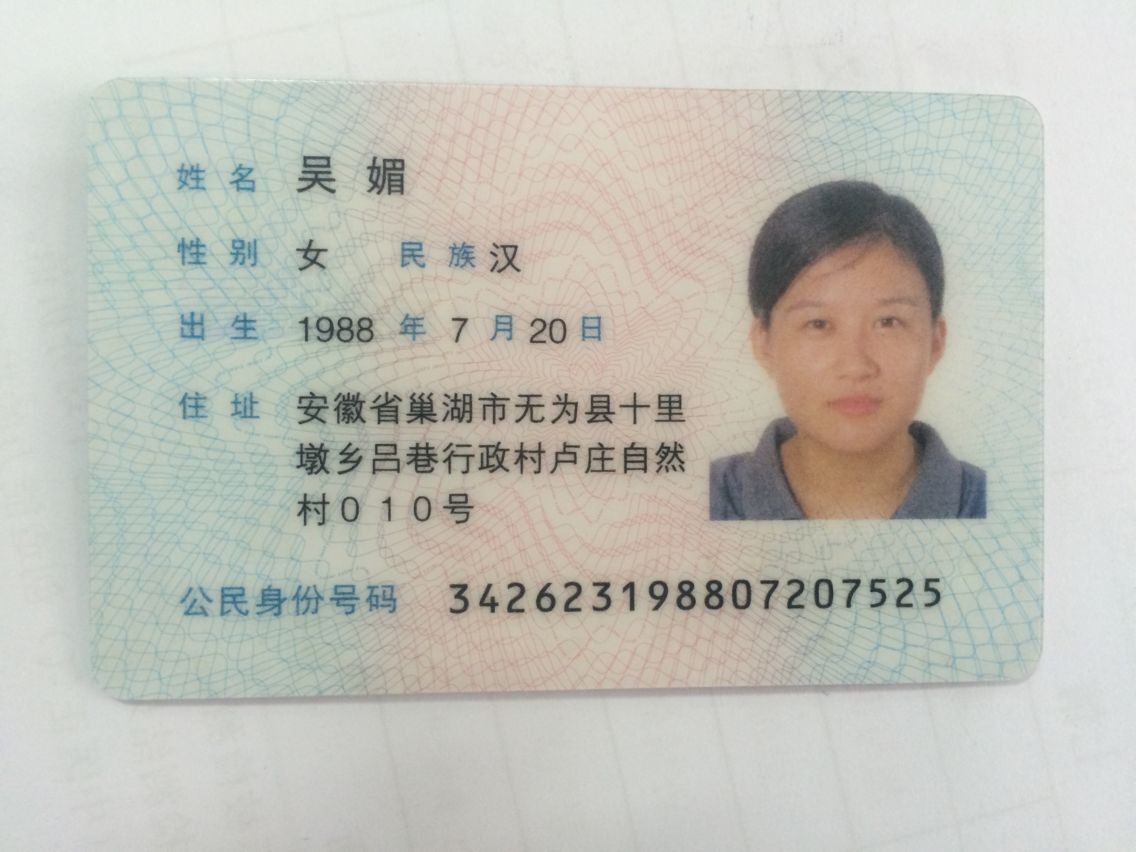 姓名 吴媚
性别 女 民族 汉
出生 1988 年 7 月 20 日
住址 安徽省巢湖市无为县十里
墩乡吕巷行政村卢庄自然
村010号
公民身份号码 342623198807207525